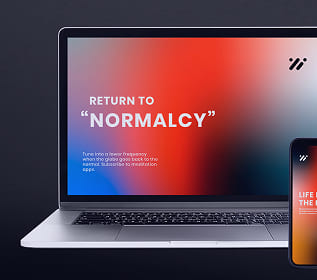 RETURN TO
“NORMALCY”
Tune into a lower frequency
when the globe goes back to the
normal. Subscribe to meditation
apps.
LIFE
THE